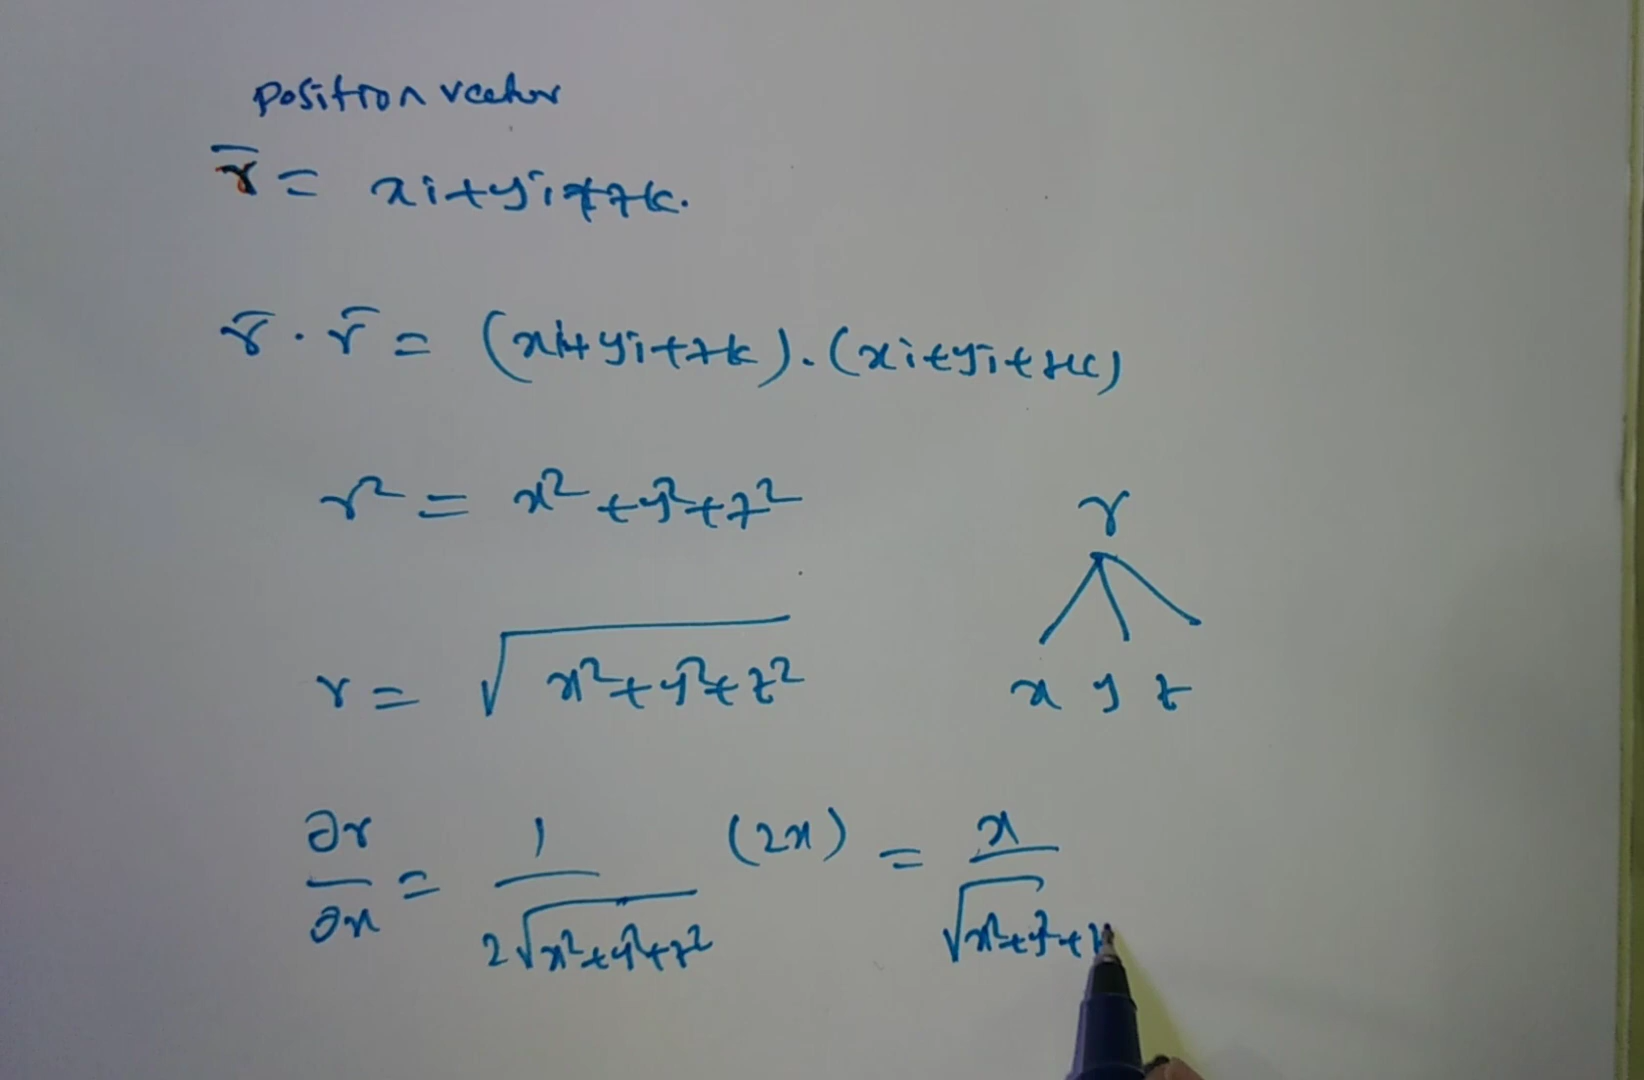 position vector
r̄ = xi+yj+zk.
r̄ · r̄ = (xi+yj+zk).(xi+yj+zk)
r² = x²+y²+z²
r
r = √x²+y²+z²
x y z
∂r/∂x = 1/2√x²+y²+z² (2x) = x/√x²+y²+z